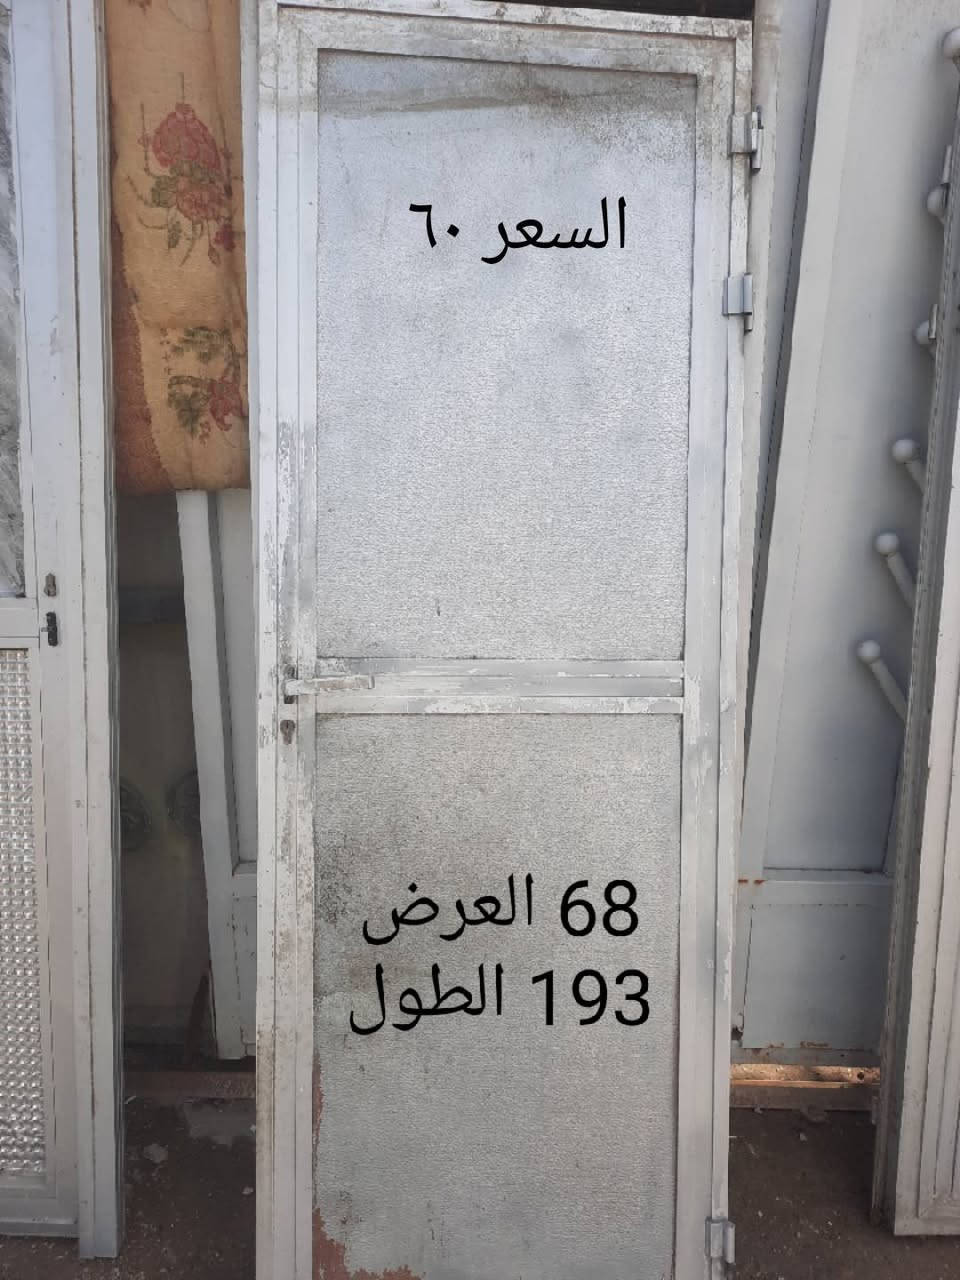 السعر ٦٠
68 العرض
193 الطول